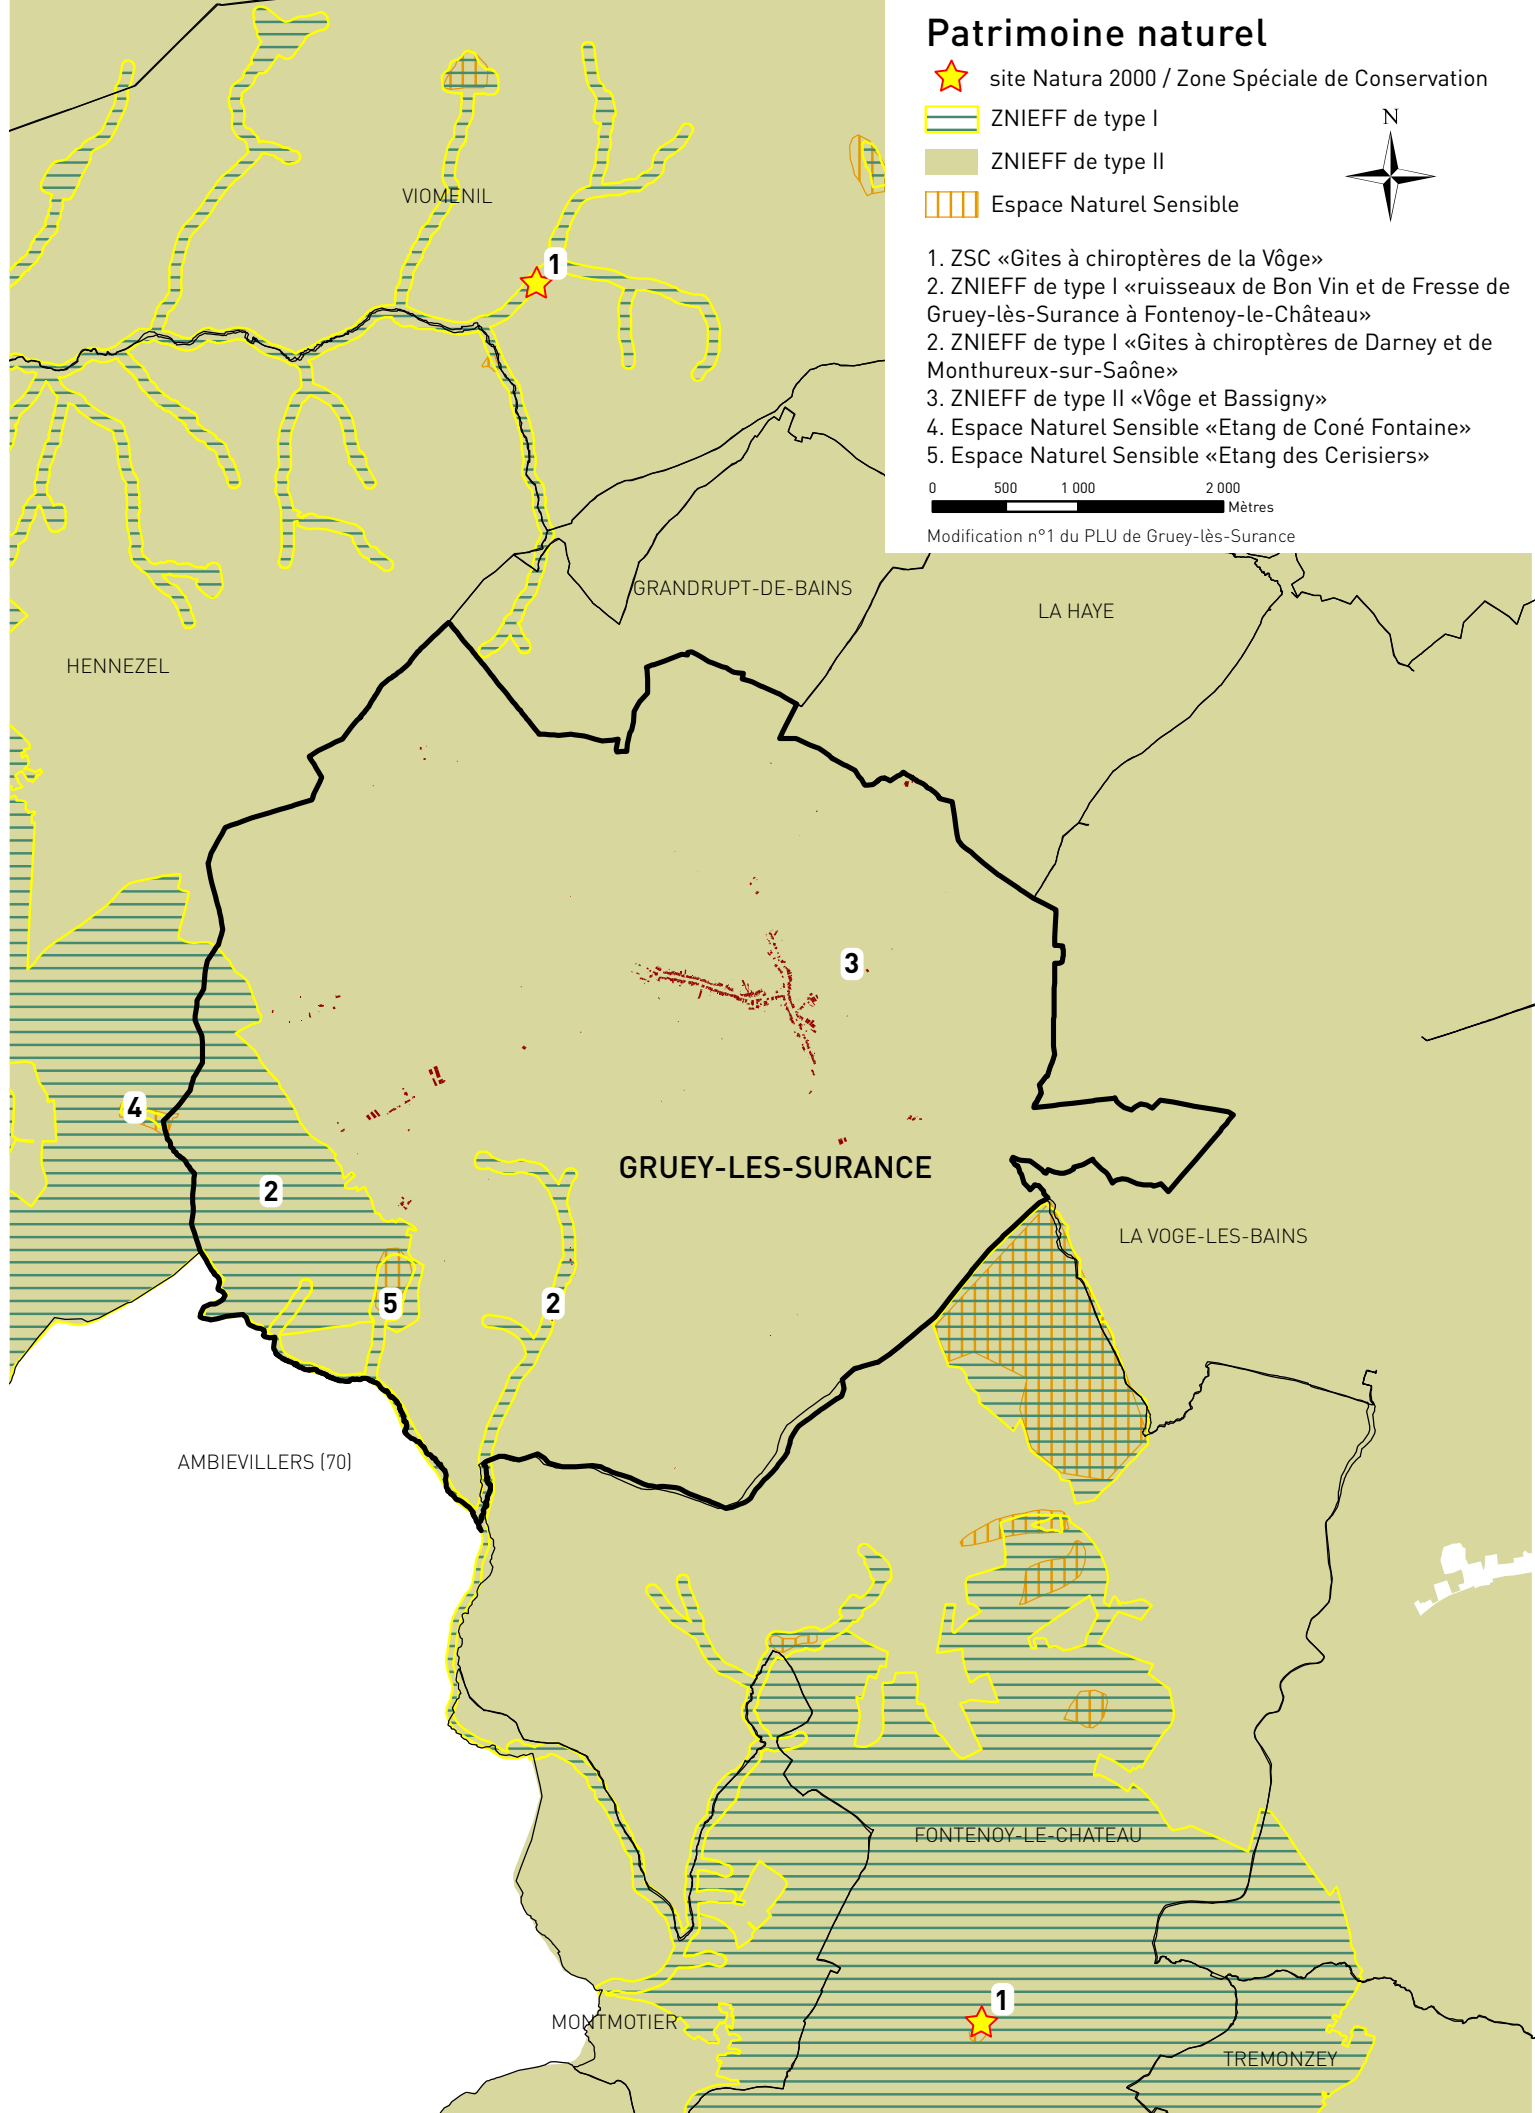 Patrimoine naturel
site Natura 2000 / Zone Spéciale de Conservation
ZNIEFF de type I
N
ZNIEFF de type II
Espace Naturel Sensible
1. ZSC «Gites à chiroptères de la Vôge»
2. ZNIEFF de type I «ruisseaux de Bon Vin et de Fresse de
Gruey-lès-Surance à Fontenoy-le-Château»
2. ZNIEFF de type I «Gites à chiroptères de Darney et de
Monthureux-sur-Saône»
3. ZNIEFF de type II «Vôge et Bassigny»
4. Espace Naturel Sensible «Etang de Coné Fontaine»
5. Espace Naturel Sensible «Etang des Cerisiers»
0 500 1 000 2 000
Mètres
Modification n°1 du PLU de Gruey-lès-Surance
VIOMENIL
1
GRANDRUPT-DE-BAINS
LA HAYE
HENNEZEL
3
4
GRUEY-LES-SURANCE
2
LA VOGE-LES-BAINS
5
2
AMBIEVILLERS (70)
FONTENOY-LE-CHATEAU
1
MONTMOTIER
TREMONZEY